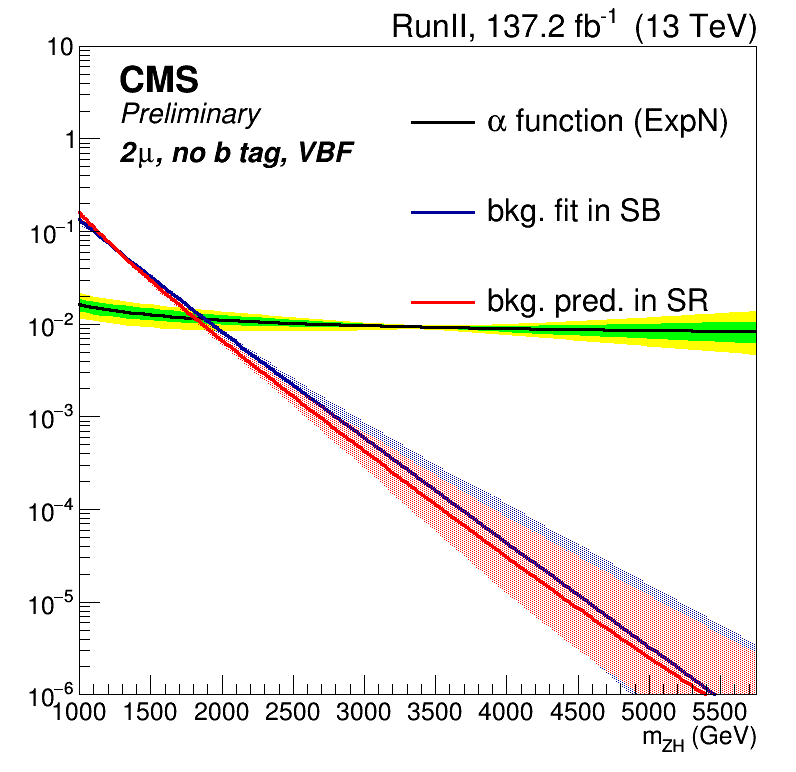 RunII, 137.2 fb⁻¹ (13 TeV)
CMS
Preliminary
2μ, no b tag, VBF
α function (ExpN)
bkg. fit in SB
bkg. pred. in SR
10
1
10⁻¹
10⁻²
10⁻³
10⁻⁴
10⁻⁵
10⁻⁶
1000 1500 2000 2500 3000 3500 4000 4500 5000 5500
m_ZH (GeV)